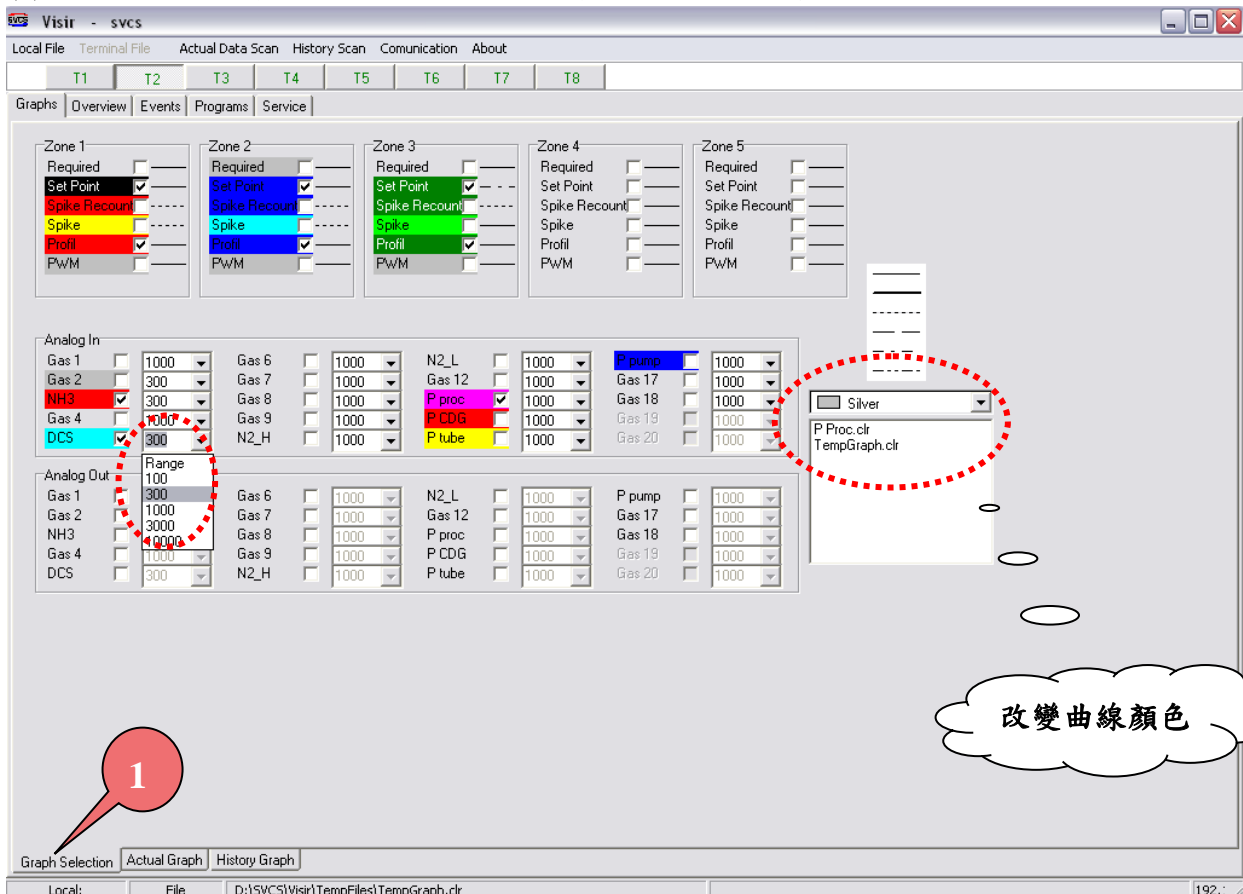 svcs Visir - svcs
Local File Terminal File Actual Data Scan History Scan Comunication About
T1 T2 T3 T4 T5 T6 T7 T8
Graphs Overview Events Programs Service
Zone 1 Zone 2 Zone 3 Zone 4 Zone 5
Required Required Required Required Required
Set Point Set Point Set Point Set Point Set Point
Spike Recount Spike Recoun Spike Recount Spike Recount Spike Recount
Spike Spike Spike Spike Spike
Profil Profil Profil Profil Profil
PWM PWM PWM PWM PWM
Analog In
Gas 1 1000 Gas 6 1000 N2_L 1000 P pump 1000
Gas 2 300 Gas 7 1000 Gas 12 1000 Gas 17 1000
NH3 300 Gas 8 1000 P proc 1000 Gas 18 1000
Gas 4 1000 Gas 9 1000 P CDG 1000 Gas 19 1000
DCS 300 N2_H 1000 P tube 1000 Gas 20 1000
Range
100
300
1000
3000
10000
Silver
P Proc.clr
TempGraph.clr
Analog Out
Gas 1 Gas 6 1000 N2_L 1000 P pump 1000
Gas 2 Gas 7 1000 Gas 12 1000 Gas 17 1000
NH3 Gas 8 1000 P proc 1000 Gas 18 1000
Gas 4 1000 Gas 9 1000 P CDG 1000 Gas 19 1000
DCS 300 N2_H 1000 P tube 1000 Gas 20 1000
改變曲線顏色
1
Graph Selection Actual Graph History Graph
Local: File D:\SVCS\Visir\TempFiles\TempGraph.clr 192.